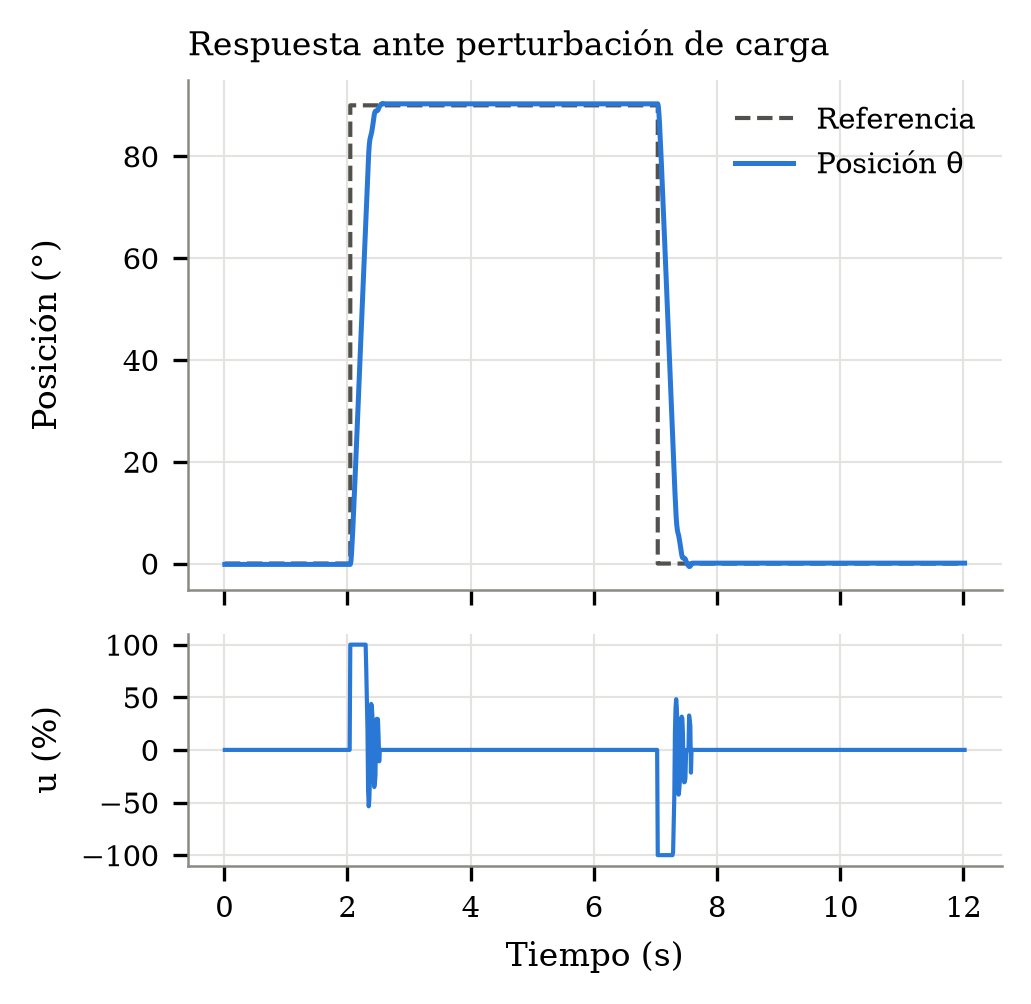 Respuesta ante perturbación de carga
Referencia
Posición θ
Posición (°)
80
60
40
20
0
u (%)
100
50
0
−50
−100
0 2 4 6 8 10 12
Tiempo (s)